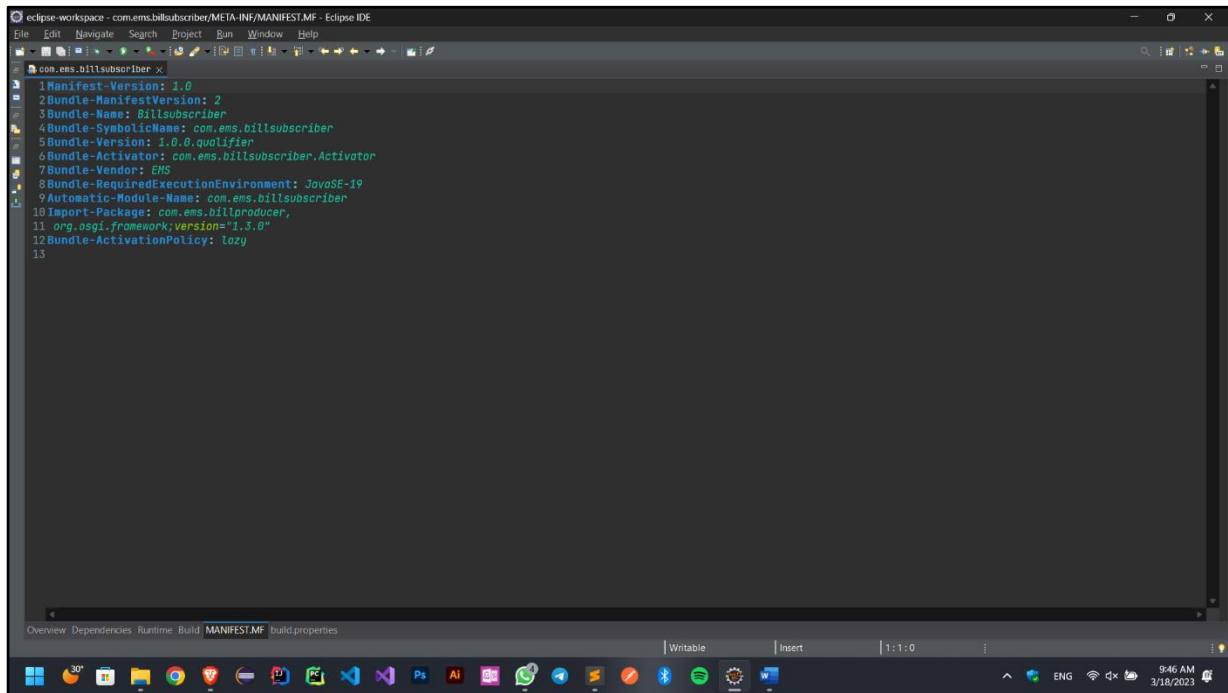 eclipse-workspace - com.ems.billsubscriber/META-INF/MANIFEST.MF - Eclipse IDE
File Edit Navigate Search Project Run Window Help
com.ems.billsubscriber
1 Manifest-Version: 1.0
2 Bundle-ManifestVersion: 2
3 Bundle-Name: Billsubscriber
4 Bundle-SymbolicName: com.ems.billsubscriber
5 Bundle-Version: 1.0.0.qualifier
6 Bundle-Activator: com.ems.billsubscriber.Activator
7 Bundle-Vendor: EMS
8 Bundle-RequiredExecutionEnvironment: JavaSE-19
9 Automatic-Module-Name: com.ems.billsubscriber
10 Import-Package: com.ems.billproducer,
11 org.osgi.framework;version="1.3.0"
12 Bundle-ActivationPolicy: lazy
13
Overview Dependencies Runtime Build MANIFEST.MF build.properties
Writable Insert 1:1:0
30° Ps Ai 4 W ENG 9:46 AM
3/18/2023